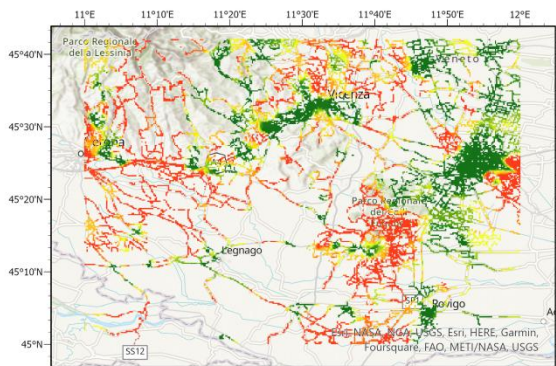 11°E 11°10'E 11°20'E 11°30'E 11°40'E 11°50'E 12°E
45°40'N
45°30'N
45°20'N
45°10'N
45°N
Parco Regionale
della Lessinia
Veneto
Vicenza
Parco Regionale
dei Co
Legnago
Rovigo
SS12
Esri, NASA, NGA, USGS, Esri, HERE, Garmin,
Foursquare, FAO, METI/NASA, USGS